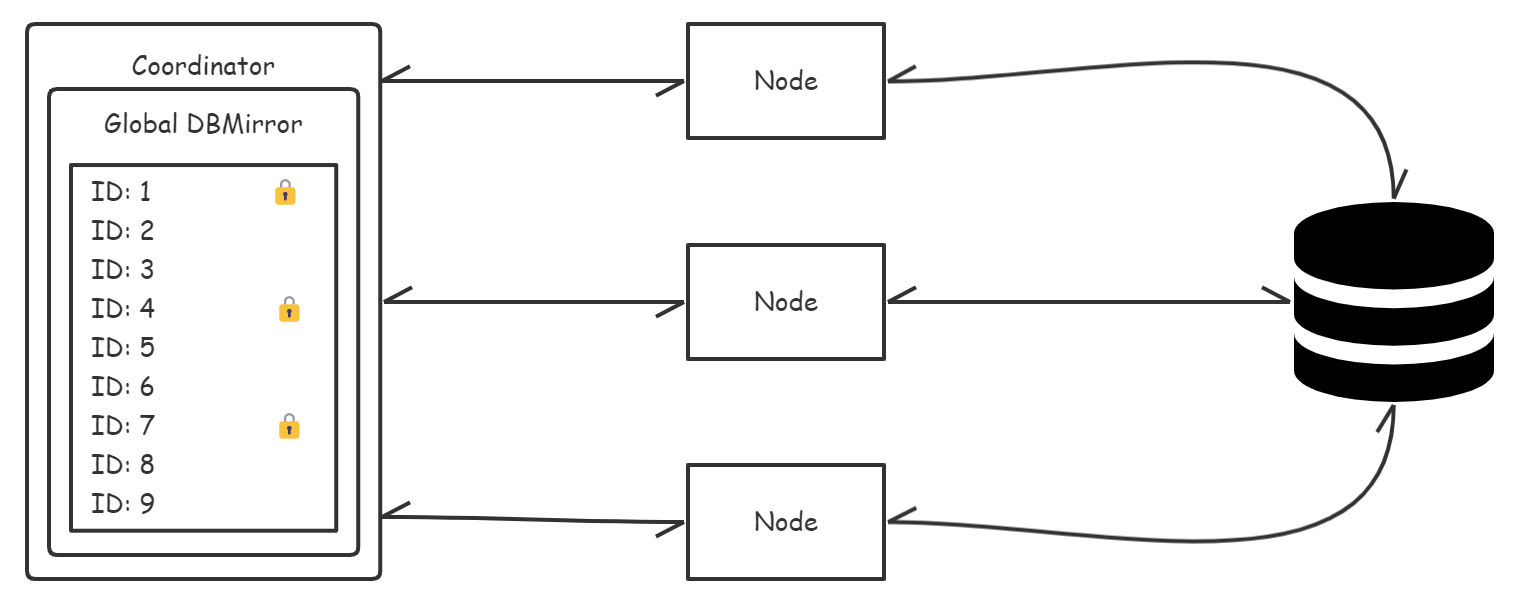 Coordinator
Global DBMirror
ID: 1
ID: 2
ID: 3
ID: 4
ID: 5
ID: 6
ID: 7
ID: 8
ID: 9
Node
Node
Node